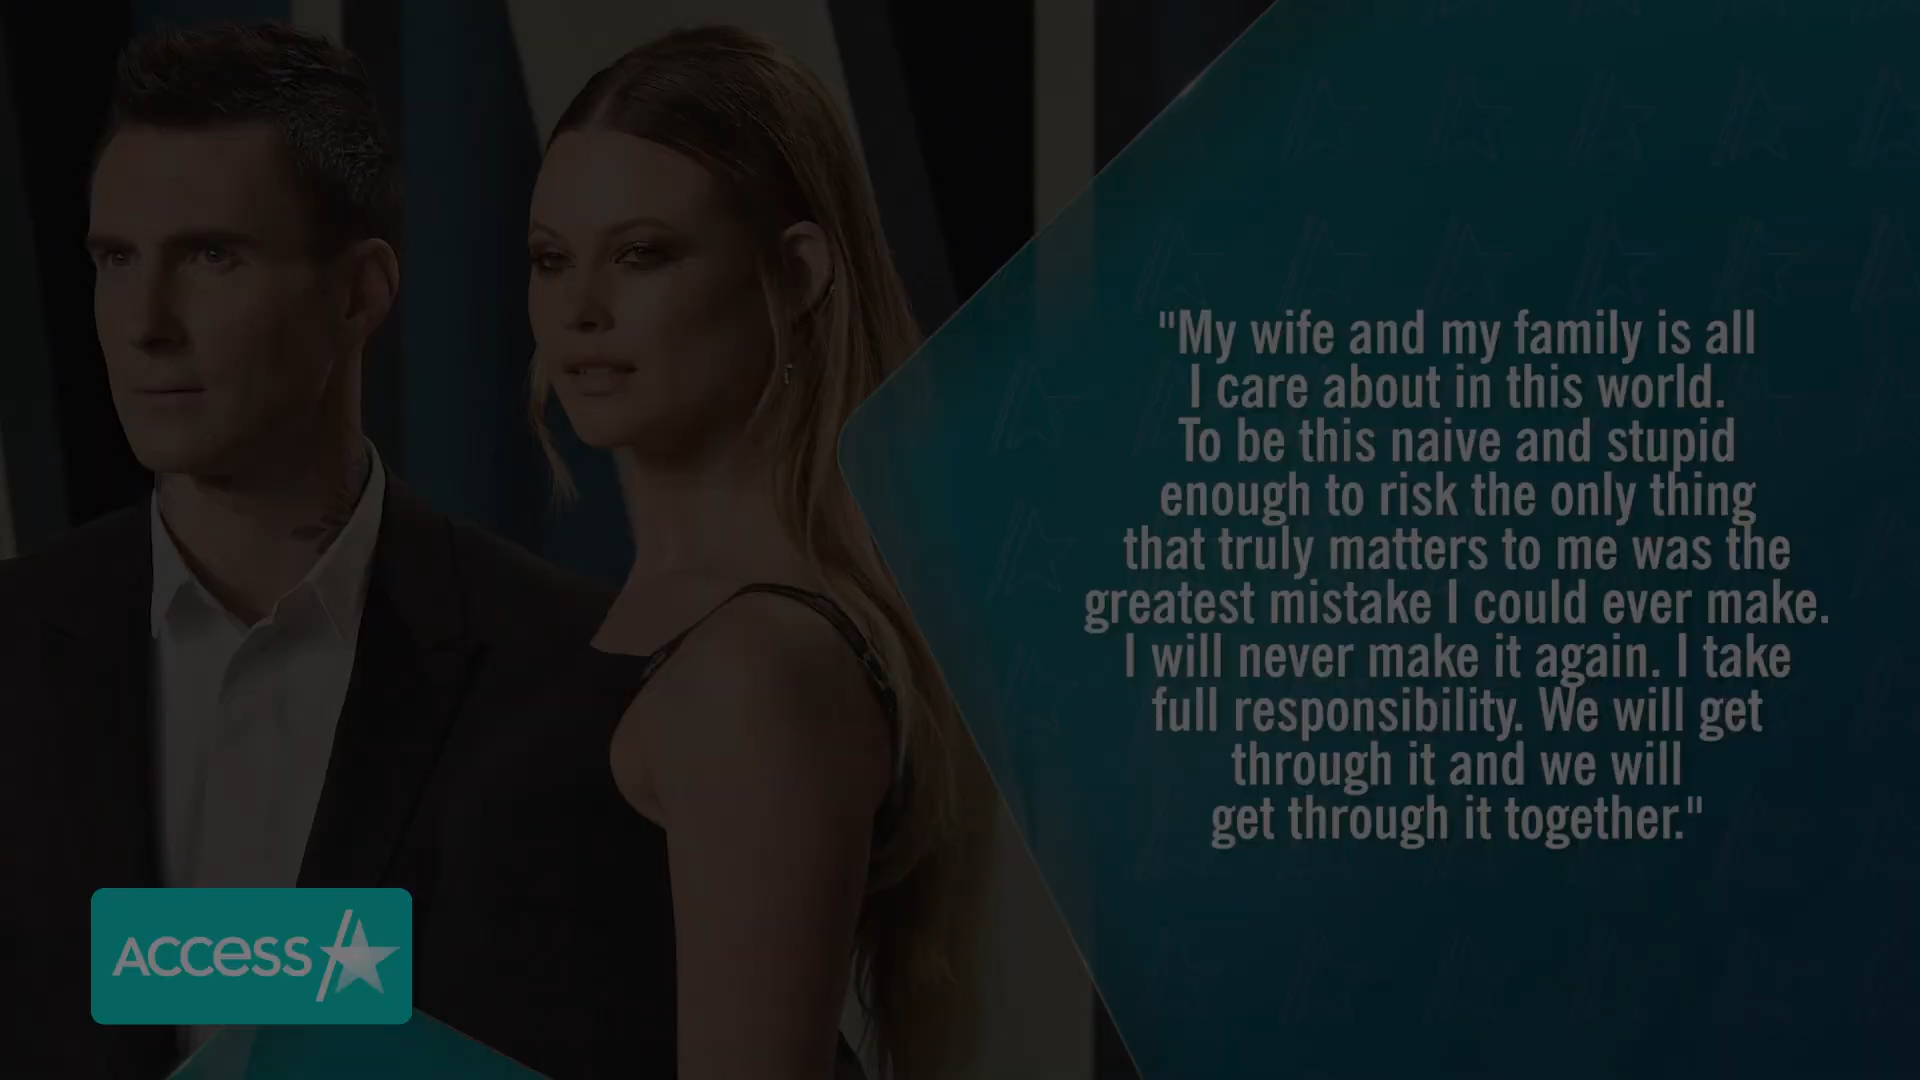 "My wife and my family is all
I care about in this world.
To be this naive and stupid
enough to risk the only thing
that truly matters to me was the
greatest mistake I could ever make.
I will never make it again. I take
full responsibility. We will get
through it and we will
get through it together."
ACCESS